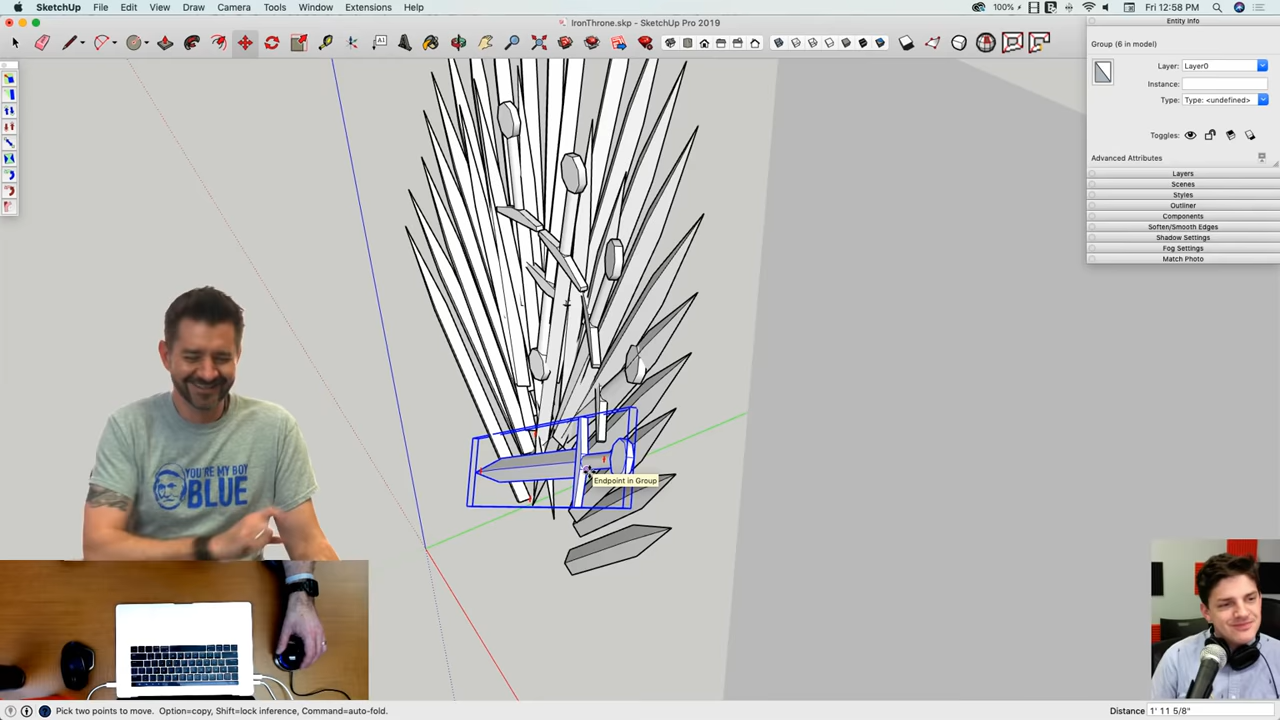 SketchUp File Edit View Draw Camera Tools Window Extensions Help
100% Fri 12:58 PM
IronThrone.skp - SketchUp Pro 2019
Entity Info
Group (6 in model)
Layer: Layer0
Instance:
Type: Type: <undefined>
Toggles:
Advanced Attributes
Layers
Scenes
Styles
Outliner
Components
Soften/Smooth Edges
Shadow Settings
Fog Settings
Match Photo
Endpoint in Group
YOU'RE MY BOY
BLUE
Pick two points to move. Option=copy, Shift=lock inference, Command=auto-fold.
Distance 1' 11 5/8"